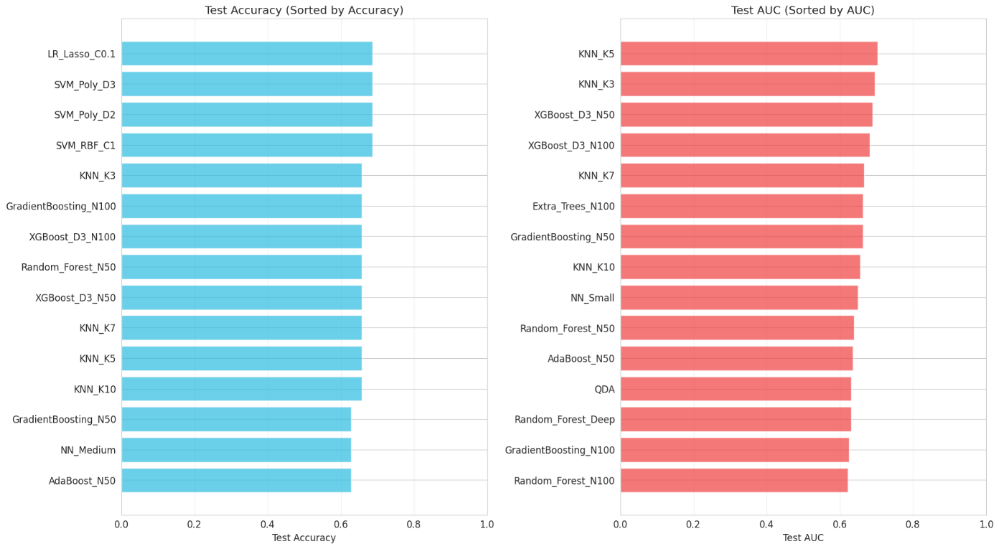 Test Accuracy (Sorted by Accuracy)
LR_Lasso_C0.1
SVM_Poly_D3
SVM_Poly_D2
SVM_RBF_C1
KNN_K3
GradientBoosting_N100
XGBoost_D3_N100
Random_Forest_N50
XGBoost_D3_N50
KNN_K7
KNN_K5
KNN_K10
GradientBoosting_N50
NN_Medium
AdaBoost_N50
0.0 0.2 0.4 0.6 0.8 1.0
Test Accuracy
Test AUC (Sorted by AUC)
KNN_K5
KNN_K3
XGBoost_D3_N50
XGBoost_D3_N100
KNN_K7
Extra_Trees_N100
GradientBoosting_N50
KNN_K10
NN_Small
Random_Forest_N50
AdaBoost_N50
QDA
Random_Forest_Deep
GradientBoosting_N100
Random_Forest_N100
0.0 0.2 0.4 0.6 0.8 1.0
Test AUC